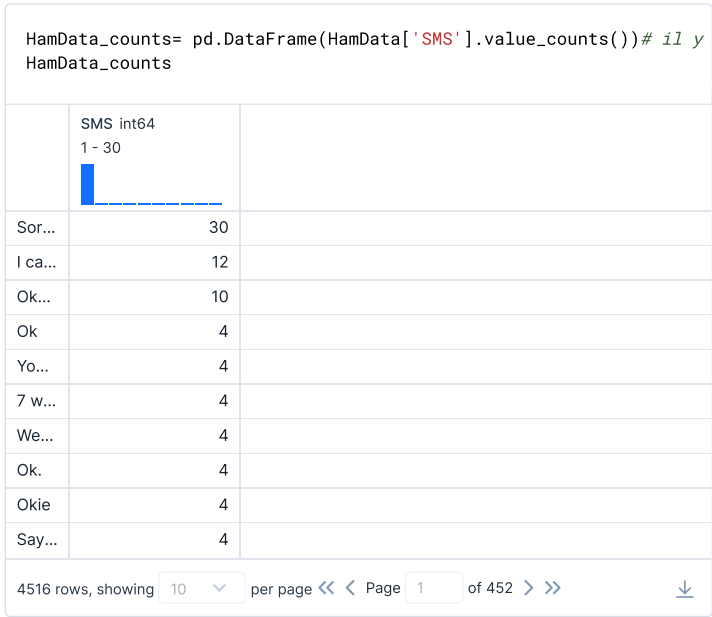 HamData_counts= pd.DataFrame(HamData['SMS'].value_counts())# il y
HamData_counts
SMS int64
1 - 30
Sor... 30
I ca... 12
Ok... 10
Ok 4
Yo... 4
7 w... 4
We... 4
Ok. 4
Okie 4
Say... 4
4516 rows, showing 10 per page Page 1 of 452